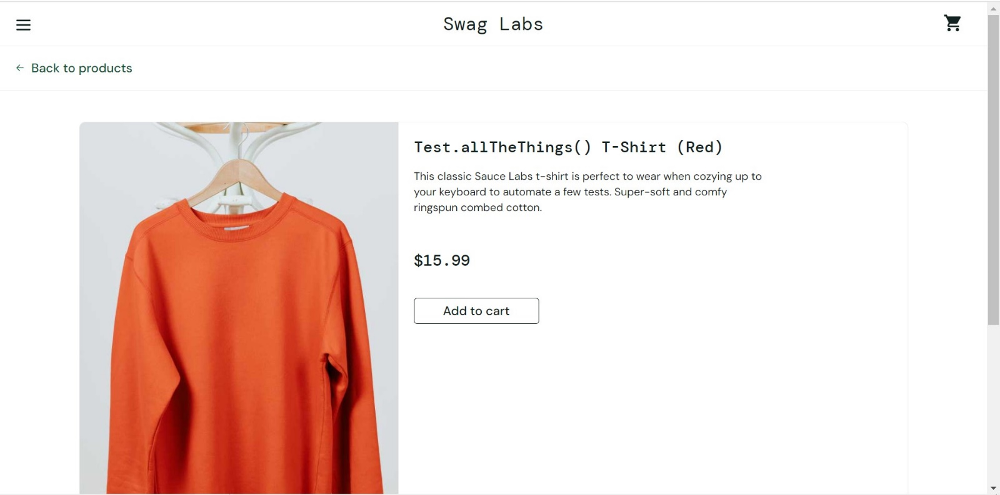 Swag Labs
Back to products
Test.allTheThings() T-Shirt (Red)
This classic Sauce Labs t-shirt is perfect to wear when cozying up to
your keyboard to automate a few tests. Super-soft and comfy
ringspun combed cotton.
$15.99
Add to cart